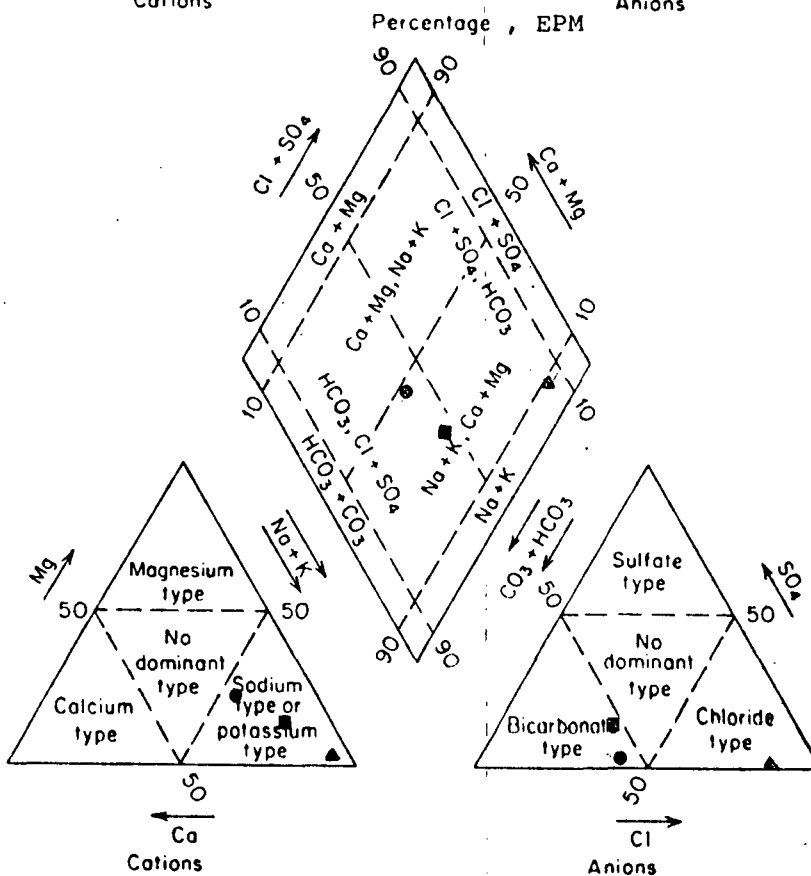 Cations
Anions
Percentage , EPM
90
90
Cl + SO4
50
50
Ca + Mg
Ca + Mg
Cl + SO4
Ca + Mg, Na + K
Cl + SO4, HCO3
10
10
10
10
HCO3, Cl + SO4
Na + K, Ca + Mg
HCO3 + CO3
Na + K
90
90
Mg
Na + K
Magnesium
type
50
50
No
dominant
type
Calcium
type
Sodium
type or
potassium
type
50
Ca
Cations
CO3 + HCO3
SO4
Sulfate
type
50
50
No
dominant
type
Bicarbonate
type
Chloride
type
50
Cl
Anions